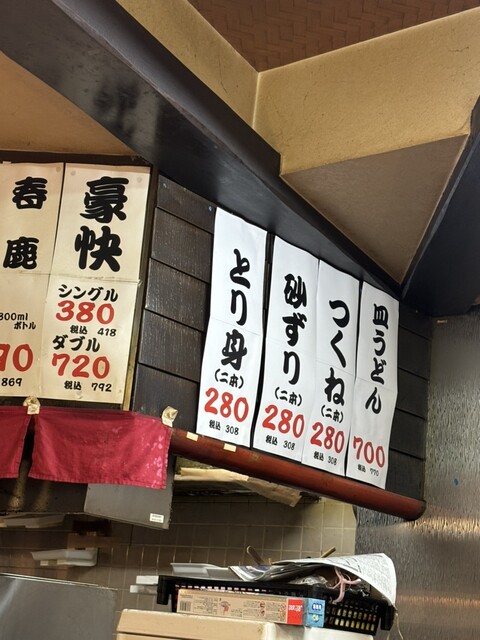 春鹿
300ml
ボトル
869
豪快
シングル
380
税込 418
ダブル
720
税込 792
とり身
(二本)
280
税込 308
砂ずり
(二本)
280
税込 308
つくね
(二本)
280
税込 308
皿うどん
700
税込 770